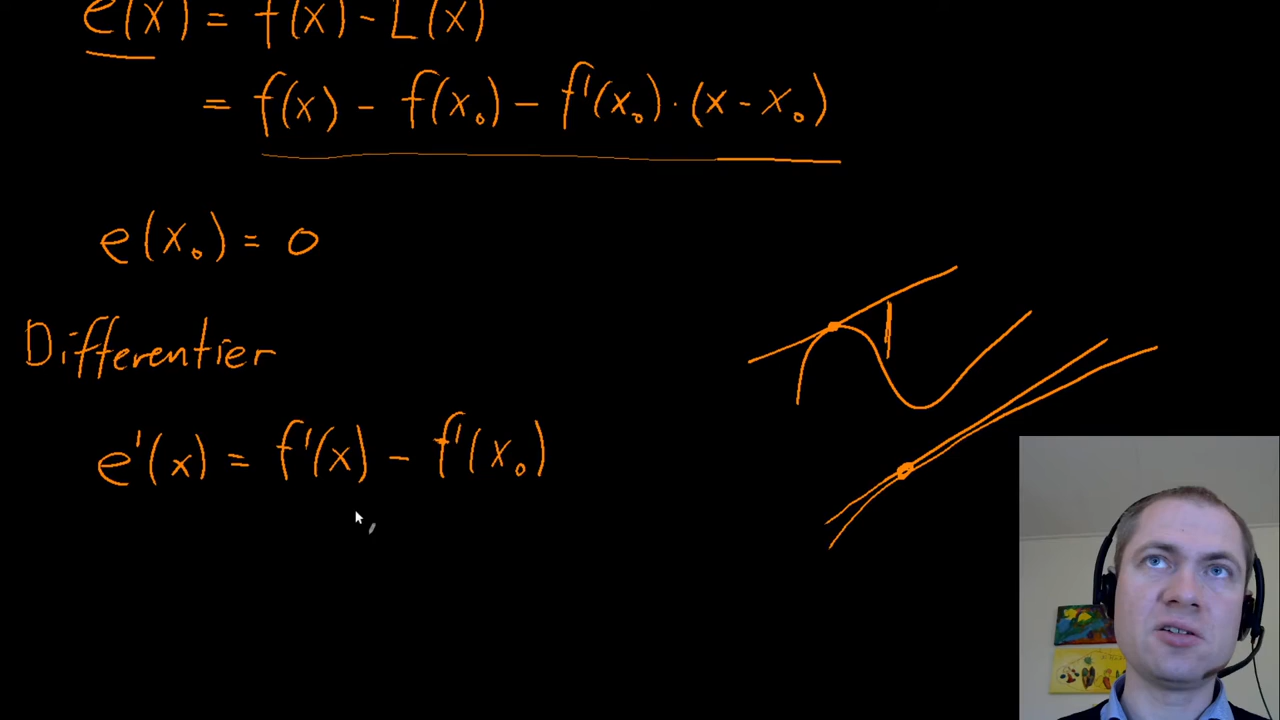 e(x) = f(x) - L(x)
= f(x) - f(x₀) - f'(x₀)·(x-x₀)
e(x₀) = 0
Differentier
e'(x) = f'(x) - f'(x₀)